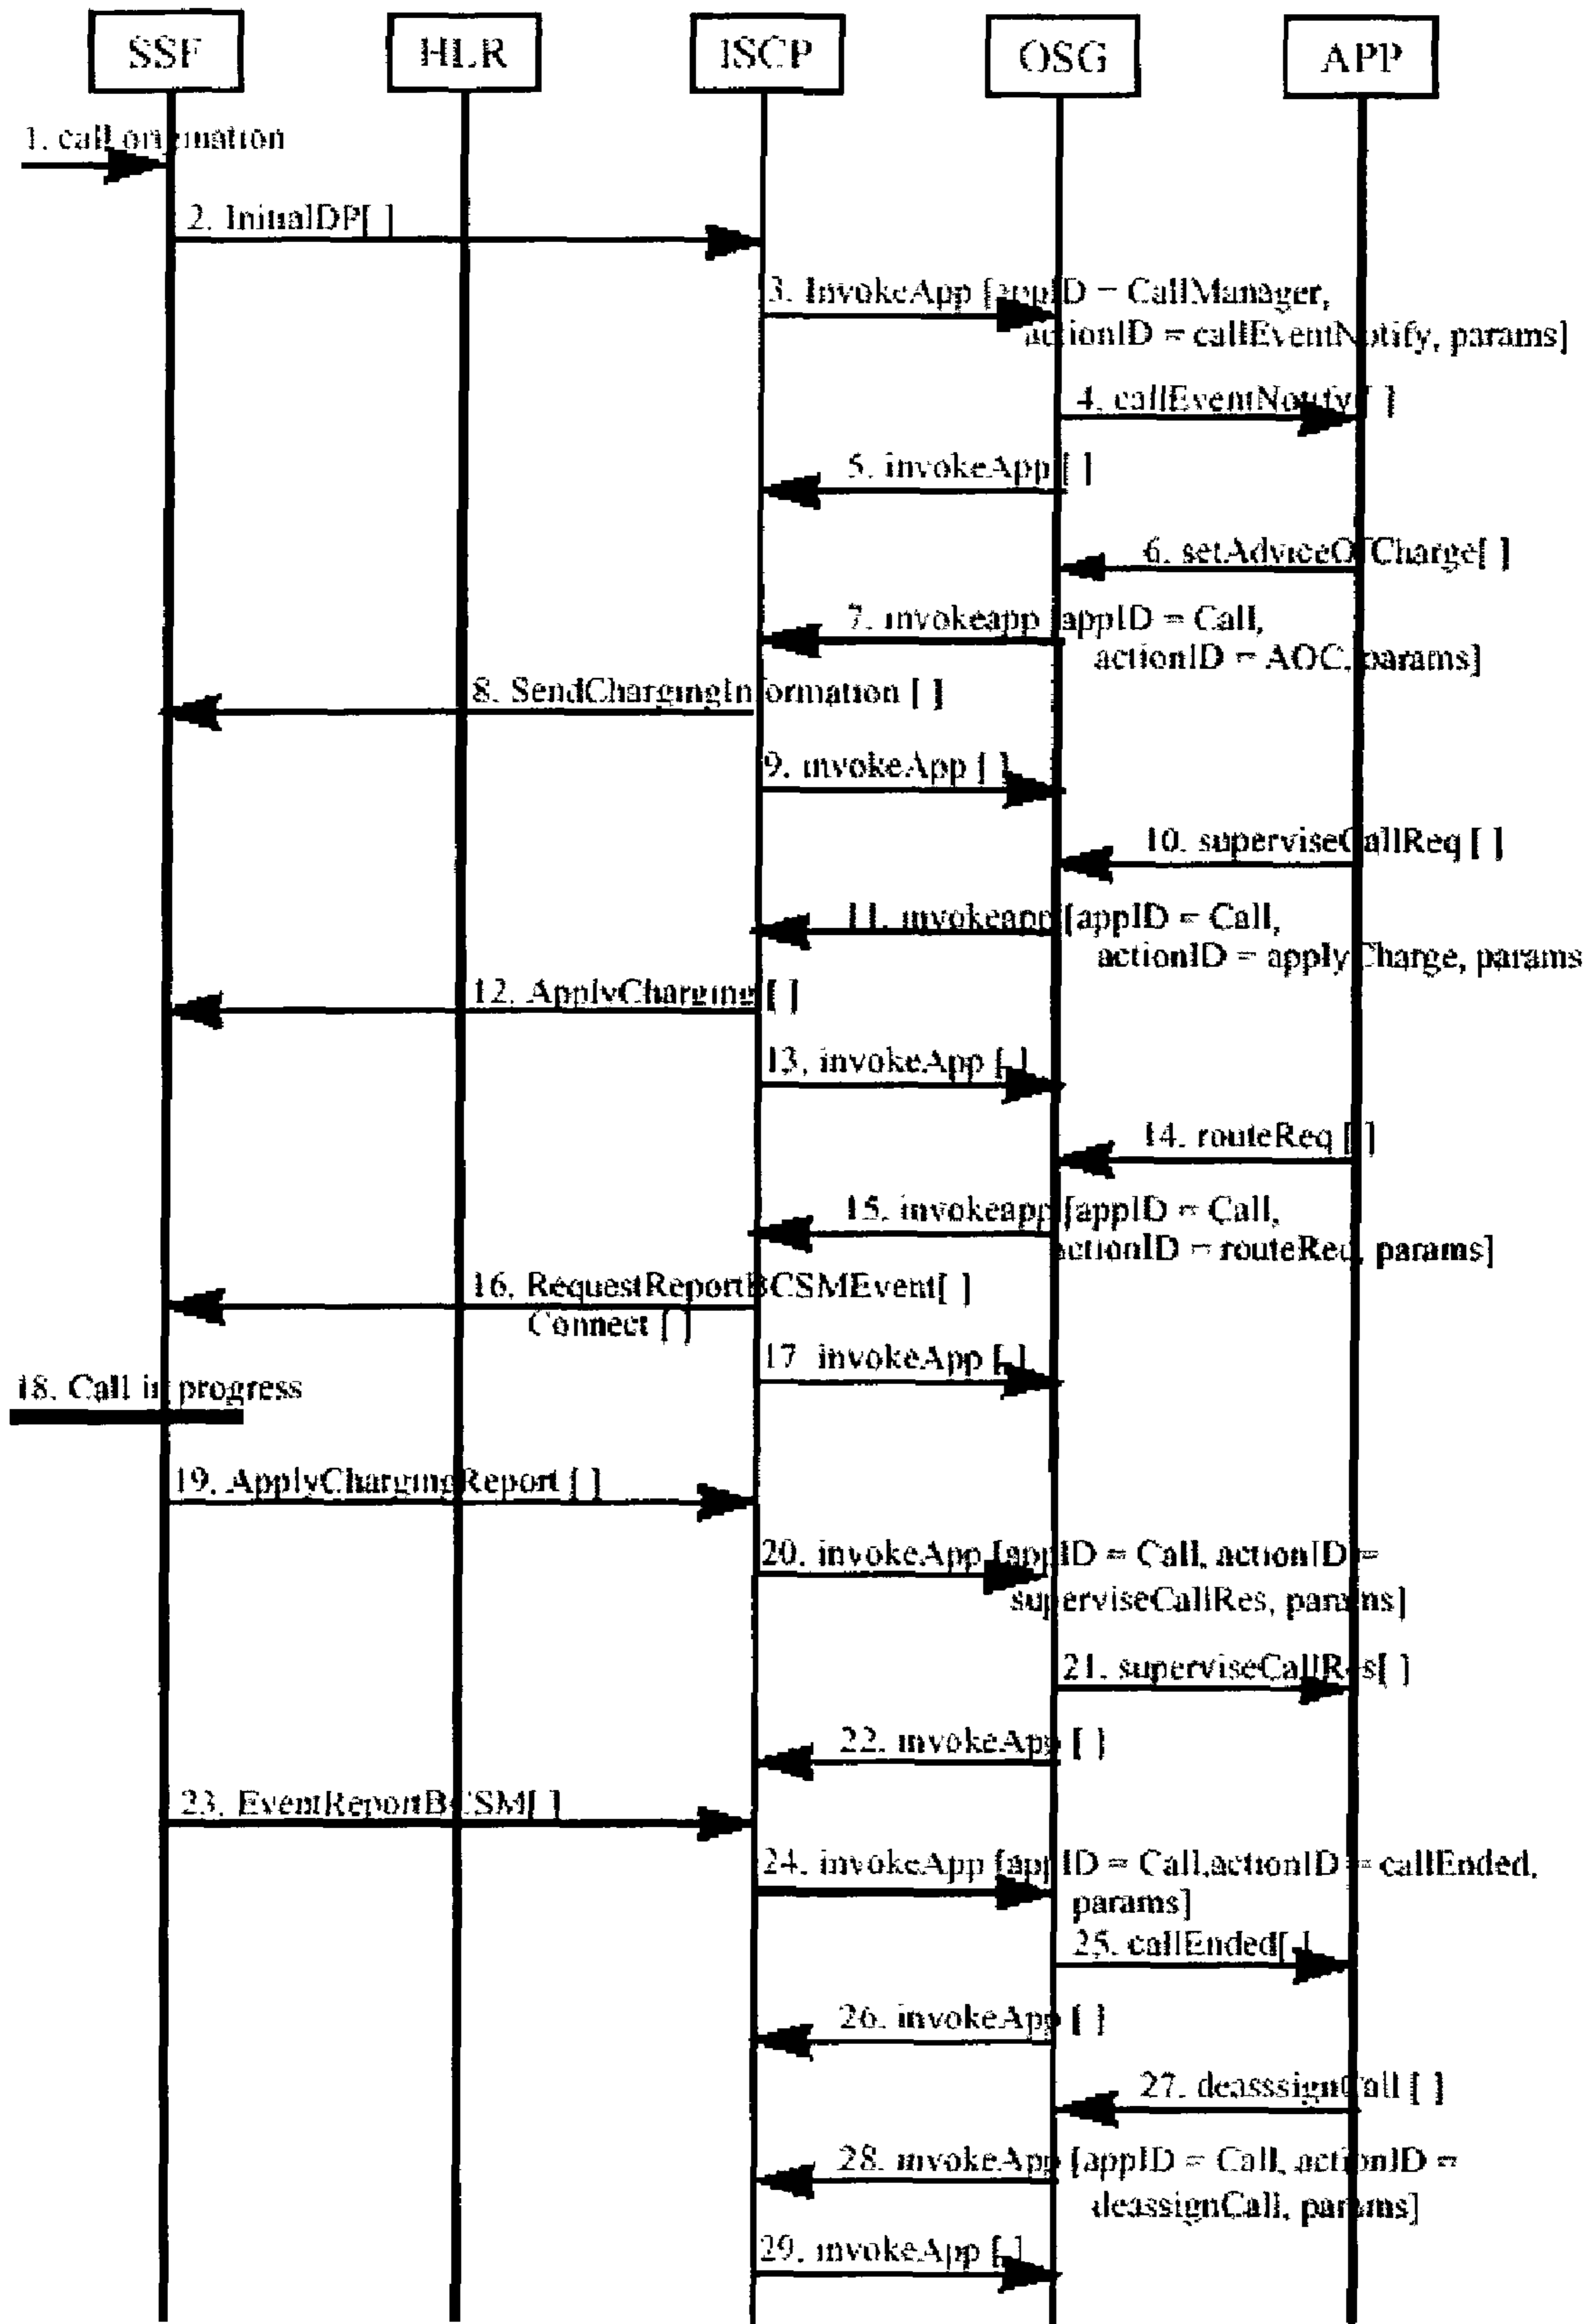 SSF
HLR
ISCP
OSG
APP
1. call origination
2. InitialDP[ ]
3. InvokeApp [appID = CallManager,
actionID = callEventNotify, params]
4. callEventNotify[ ]
5. invokeApp [ ]
6. setAdviceOfCharge[ ]
7. invokeapp [appID = Call,
actionID = AOC, params]
8. SendChargingInformation [ ]
9. invokeApp [ ]
10. superviseCallReq [ ]
11. invokeapp [appID = Call,
actionID = applyCharge, params
12. ApplyCharging [ ]
13. invokeApp [ ]
14. routeReq [ ]
15. invokeapp [appID = Call,
actionID = routeReq, params]
16. RequestReportBCSMEvent[ ]
Connect [ ]
17 invokeApp [ ]
18. Call in progress
19. ApplyChargingReport [ ]
20. invokeApp [appID = Call, actionID =
superviseCallRes, params]
21. superviseCallRes[ ]
22. invokeApp [ ]
23. EventReportBCSM[ ]
24. invokeApp [appID = Call,actionID = callEnded,
params]
25. callEnded[ ]
26. invokeApp [ ]
27. deasssignCall [ ]
28. invokeApp [appID = Call, actionID =
deassignCall, params]
29. invokeApp [ ]